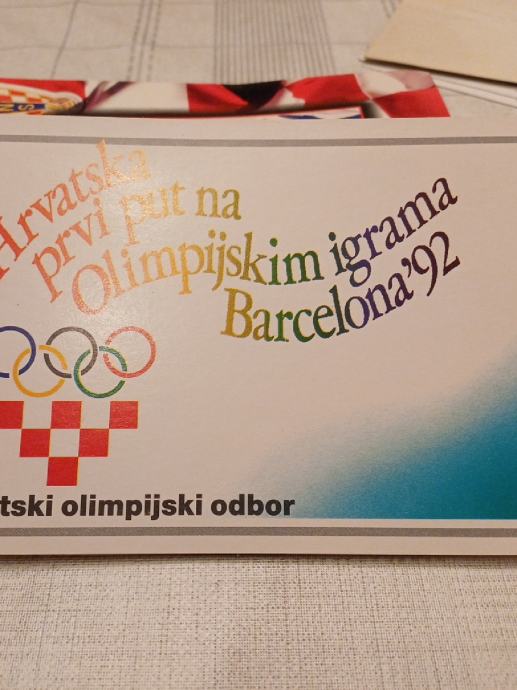 Hrvatska
prvi put na
Olimpijskim igrama
Barcelona'92
tski olimpijski odbor